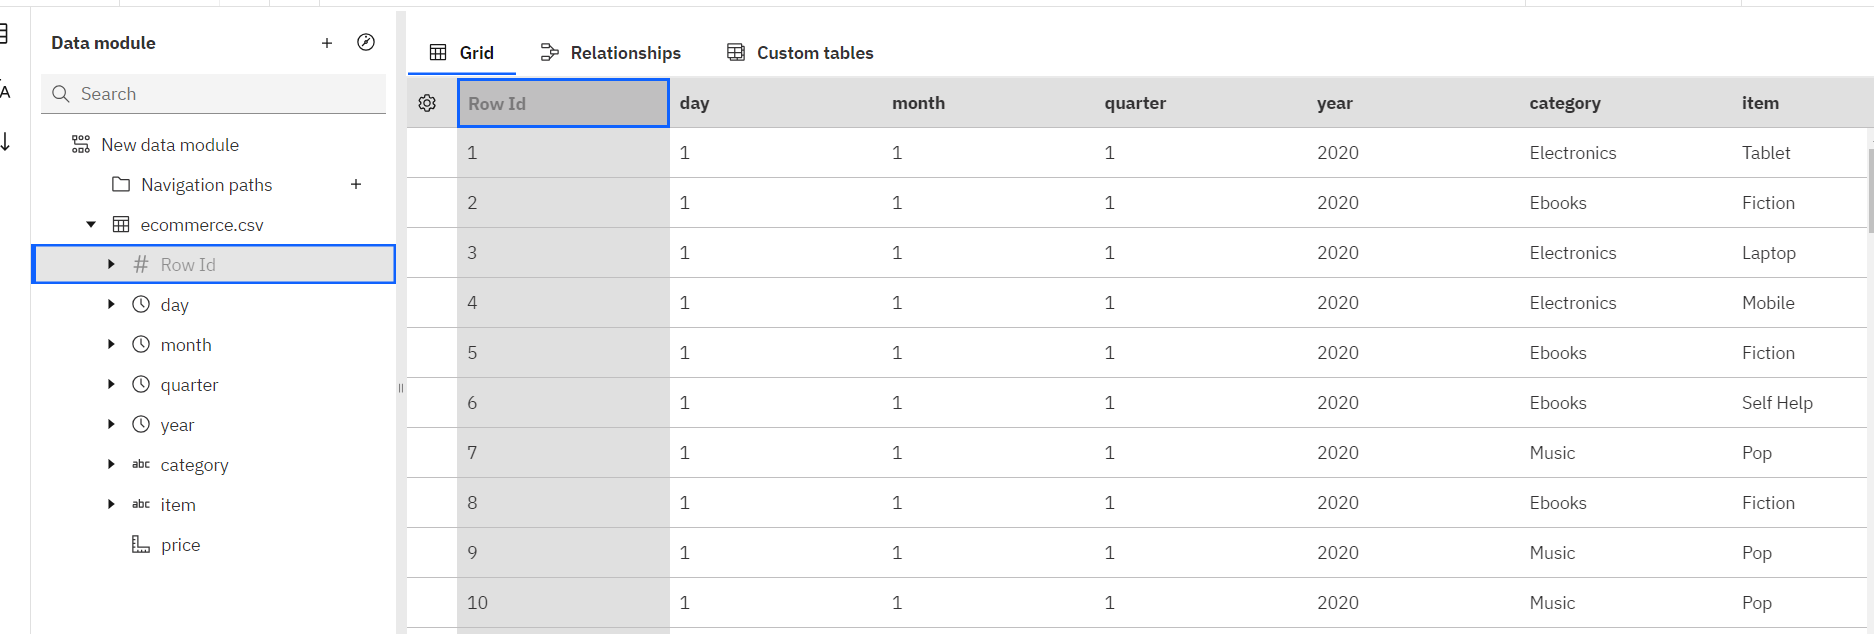 Data module
Search
New data module
Navigation paths
ecommerce.csv
# Row Id
day
month
quarter
year
abc category
abc item
price
Grid Relationships Custom tables
Row Id day month quarter year category item
1 1 1 1 2020 Electronics Tablet
2 1 1 1 2020 Ebooks Fiction
3 1 1 1 2020 Electronics Laptop
4 1 1 1 2020 Electronics Mobile
5 1 1 1 2020 Ebooks Fiction
6 1 1 1 2020 Ebooks Self Help
7 1 1 1 2020 Music Pop
8 1 1 1 2020 Ebooks Fiction
9 1 1 1 2020 Music Pop
10 1 1 1 2020 Music Pop